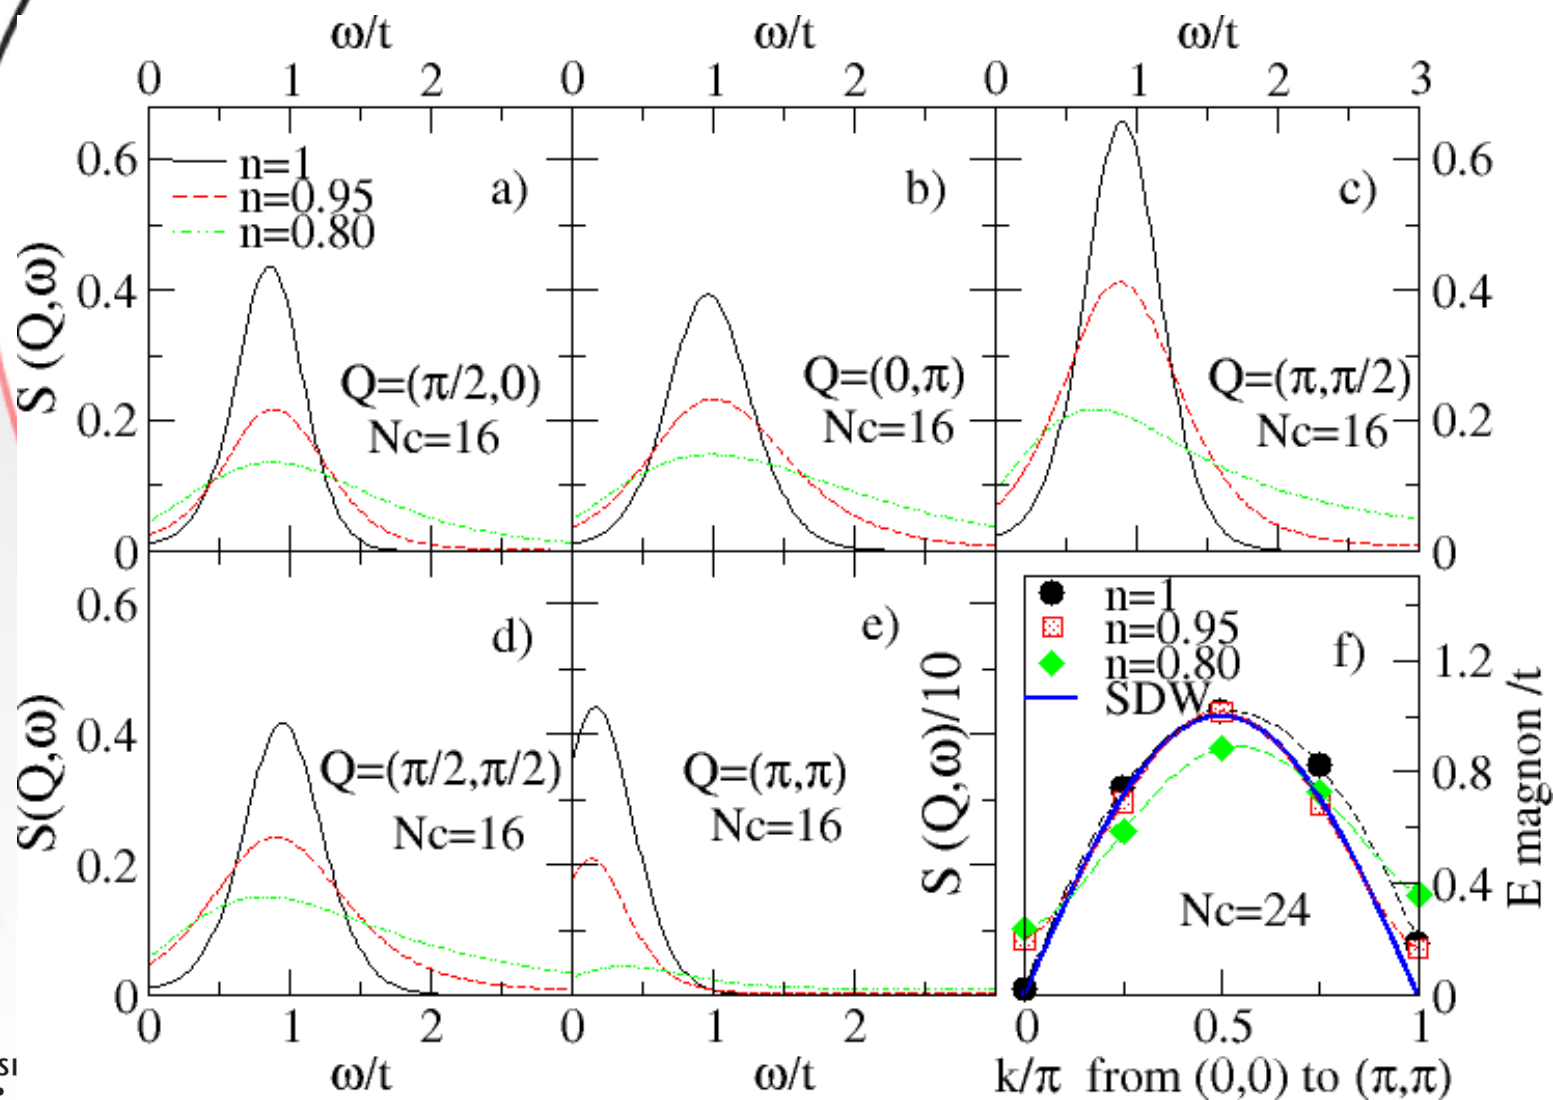 ω/t ω/t ω/t
0 1 2 0 1 2 0 1 2 3
n=1
n=0.95
n=0.80
a)
b)
c)
0.6
0.4
0.2
0
S (Q,ω)
Q=(π/2,0)
Nc=16
Q=(0,π)
Nc=16
Q=(π,π/2)
Nc=16
0.6
0.4
0.2
0
0.6
0.4
0.2
0
S(Q,ω)
d)
Q=(π/2,π/2)
Nc=16
e)
Q=(π,π)
Nc=16
S (Q,ω)/10
n=1
n=0.95
n=0.80
SDW
f)
Nc=24
1.2
0.8
0.4
0
E magnon /t
0 1 2 0 1 2 0 0.5 1
ω/t ω/t k/π from (0,0) to (π,π)
SI